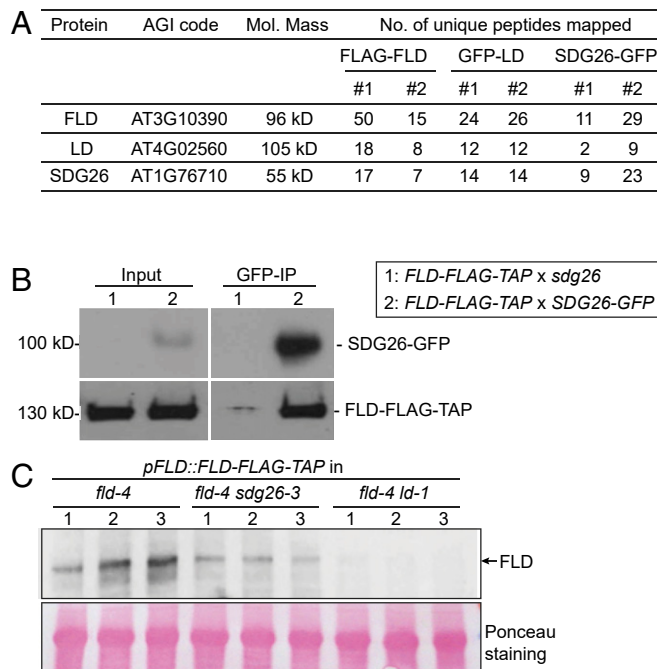 A
Protein AGI code Mol. Mass No. of unique peptides mapped
FLAG-FLD GFP-LD SDG26-GFP
#1 #2 #1 #2 #1 #2
FLD AT3G10390 96 kD 50 15 24 26 11 29
LD AT4G02560 105 kD 18 8 12 12 2 9
SDG26 AT1G76710 55 kD 17 7 14 14 9 23
B
Input GFP-IP
1 2 1 2
1: FLD-FLAG-TAP x sdg26
2: FLD-FLAG-TAP x SDG26-GFP
100 kD- - SDG26-GFP
130 kD- - FLD-FLAG-TAP
C
pFLD::FLD-FLAG-TAP in
fld-4 fld-4 sdg26-3 fld-4 ld-1
1 2 3 1 2 3 1 2 3
←FLD
Ponceau
staining